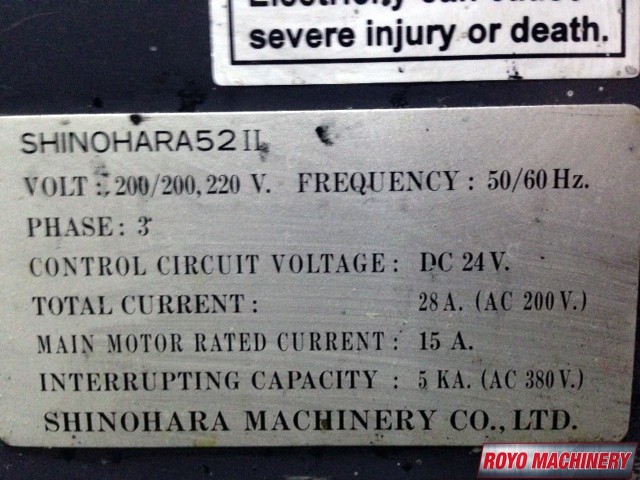 severe injury or death.
SHINOHARA52II
VOLT : 200/200, 220 V. FREQUENCY : 50/60 Hz.
PHASE : 3
CONTROL CIRCUIT VOLTAGE : DC 24 V.
TOTAL CURRENT : 28 A. (AC 200 V.)
MAIN MOTOR RATED CURRENT : 15 A.
INTERRUPTING CAPACITY : 5 KA. (AC 380 V.)
SHINOHARA MACHINERY CO., LTD.
ROYO MACHINERY